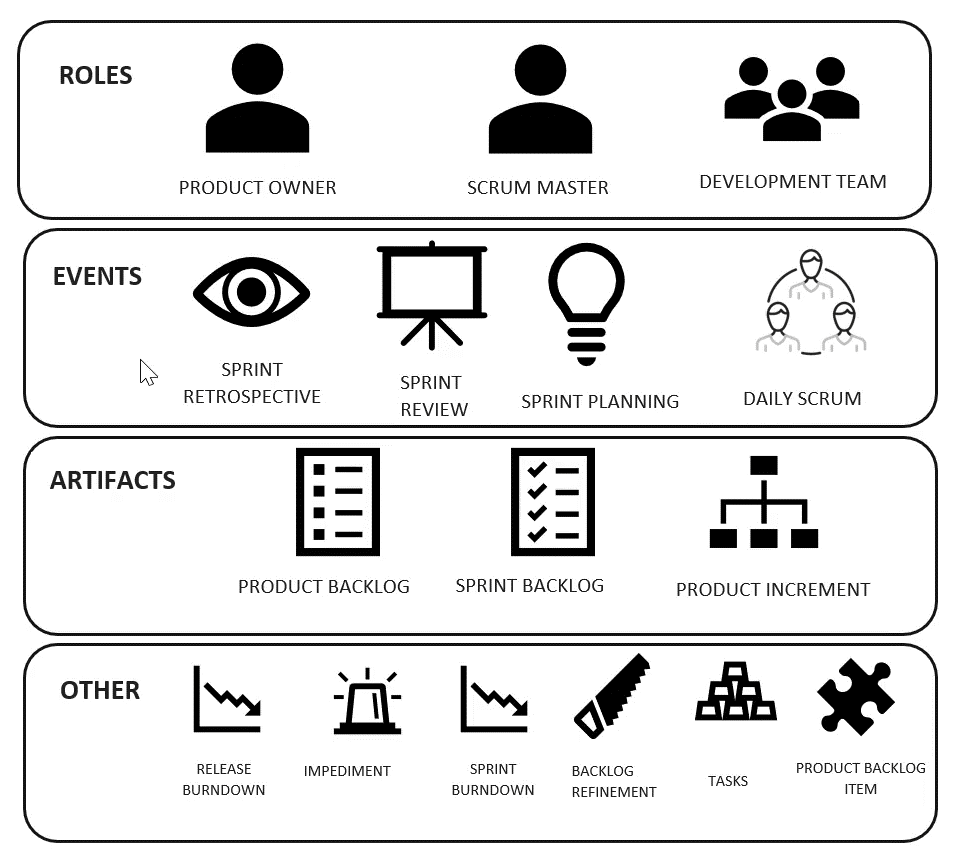 ROLES
PRODUCT OWNER
SCRUM MASTER
DEVELOPMENT TEAM
EVENTS
SPRINT
RETROSPECTIVE
SPRINT
REVIEW
SPRINT PLANNING
DAILY SCRUM
ARTIFACTS
PRODUCT BACKLOG
SPRINT BACKLOG
PRODUCT INCREMENT
OTHER
RELEASE
BURNDOWN
IMPEDIMENT
SPRINT
BURNDOWN
BACKLOG
REFINEMENT
TASKS
PRODUCT BACKLOG
ITEM